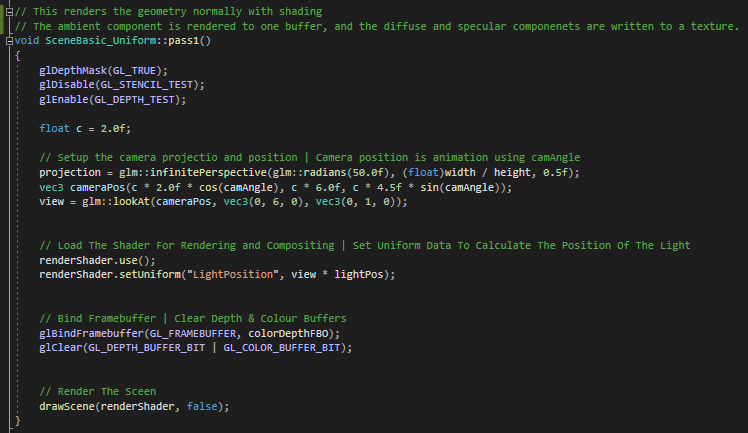 // This renders the geometry normally with shading
// The ambient component is rendered to one buffer, and the diffuse and specular componenets are written to a texture.
void SceneBasic_Uniform::pass1()
{
glDepthMask(GL_TRUE);
glDisable(GL_STENCIL_TEST);
glEnable(GL_DEPTH_TEST);
float c = 2.0f;
// Setup the camera projectio and position | Camera position is animation using camAngle
projection = glm::infinitePerspective(glm::radians(50.0f), (float)width / height, 0.5f);
vec3 cameraPos(c * 2.0f * cos(camAngle), c * 6.0f, c * 4.5f * sin(camAngle));
view = glm::lookAt(cameraPos, vec3(0, 6, 0), vec3(0, 1, 0));
// Load The Shader For Rendering and Compositing | Set Uniform Data To Calculate The Position Of The Light
renderShader.use();
renderShader.setUniform("LightPosition", view * lightPos);
// Bind Framebuffer | Clear Depth & Colour Buffers
glBindFramebuffer(GL_FRAMEBUFFER, colorDepthFBO);
glClear(GL_DEPTH_BUFFER_BIT | GL_COLOR_BUFFER_BIT);
// Render The Sceen
drawScene(renderShader, false);
}